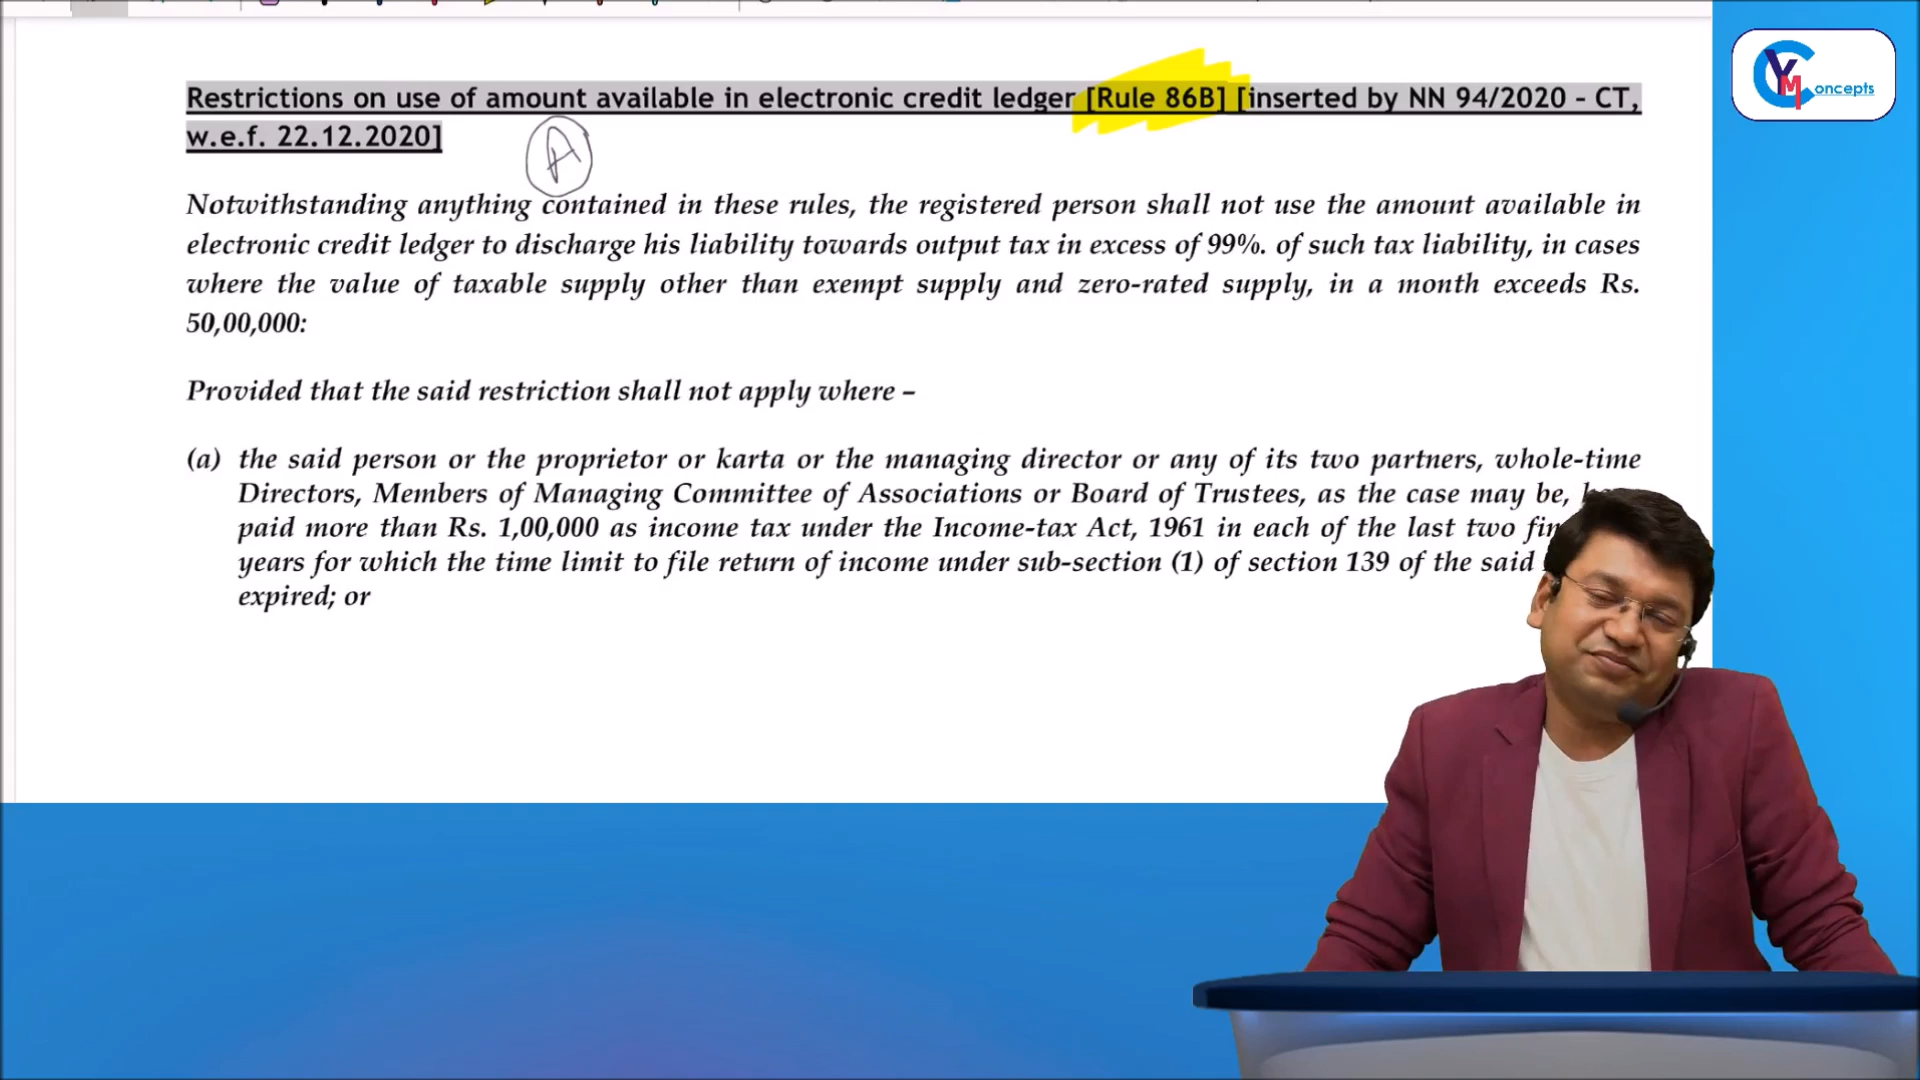 Restrictions on use of amount available in electronic credit ledger [Rule 86B] [inserted by NN 94/2020 - CT,
w.e.f. 22.12.2020]
A
Notwithstanding anything contained in these rules, the registered person shall not use the amount available in
electronic credit ledger to discharge his liability towards output tax in excess of 99%. of such tax liability, in cases
where the value of taxable supply other than exempt supply and zero-rated supply, in a month exceeds Rs.
50,00,000:
Provided that the said restriction shall not apply where –
(a) the said person or the proprietor or karta or the managing director or any of its two partners, whole-time
Directors, Members of Managing Committee of Associations or Board of Trustees, as the case may be,
paid more than Rs. 1,00,000 as income tax under the Income-tax Act, 1961 in each of the last two
years for which the time limit to file return of income under sub-section (1) of section 139 of the said
expired; or
YM Concepts